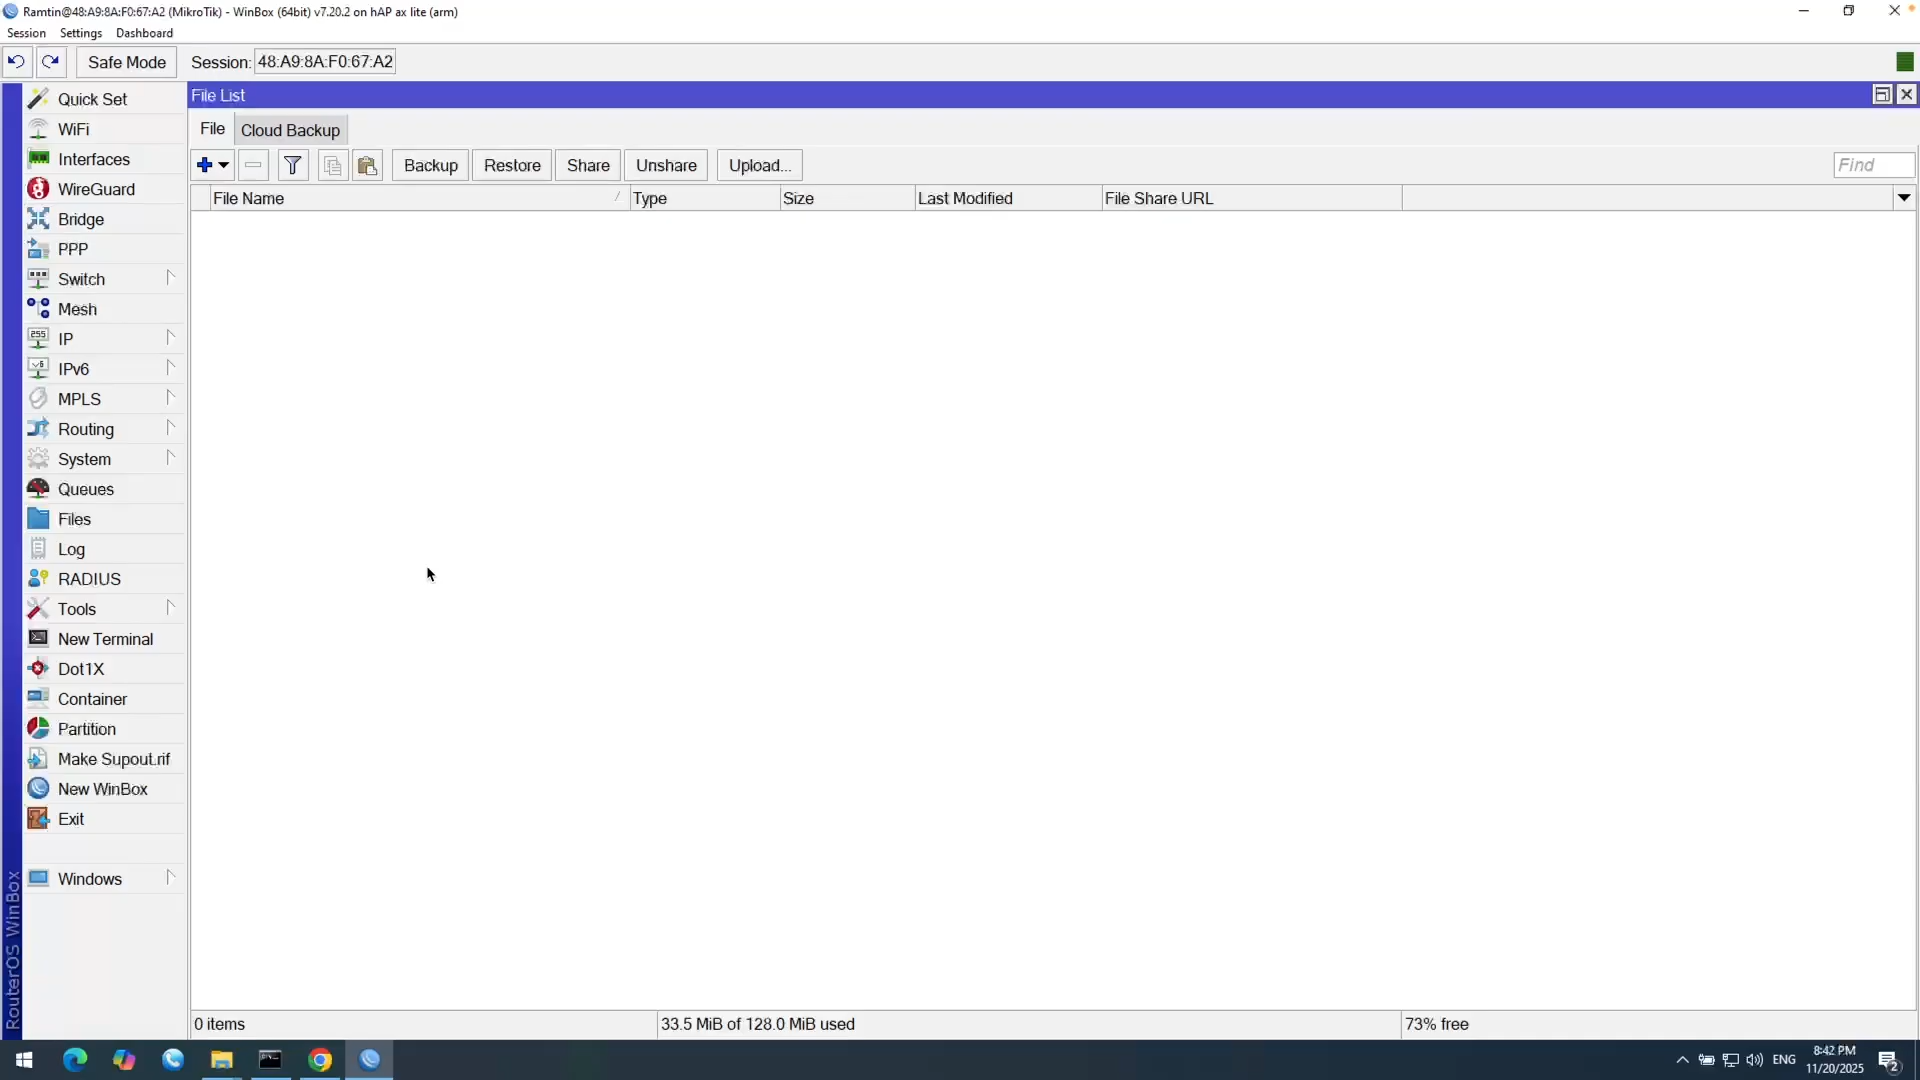 Ramtin@48:A9:8A:F0:67:A2 (MikroTik) - WinBox (64bit) v7.20.2 on hAP ax lite (arm)
Session Settings Dashboard
Safe Mode Session: 48:A9:8A:F0:67:A2
File List
File Cloud Backup
Backup Restore Share Unshare Upload... Find
File Name Type Size Last Modified File Share URL
Quick Set
WiFi
Interfaces
WireGuard
Bridge
PPP
Switch
Mesh
255 IP
v6 IPv6
MPLS
Routing
System
Queues
Files
Log
RADIUS
Tools
New Terminal
Dot1X
Container
Partition
Make Supout.rif
New WinBox
Exit
Windows
RouterOS WinBox
0 items 33.5 MiB of 128.0 MiB used 73% free
ENG 8:42 PM
11/20/2025 2